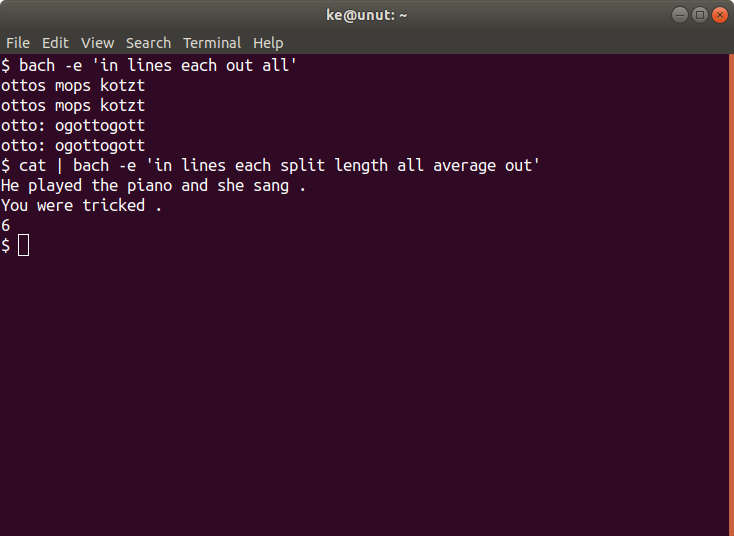 ke@unut: ~
File Edit View Search Terminal Help
$ bach -e 'in lines each out all'
ottos mops kotzt
ottos mops kotzt
otto: ogottogott
otto: ogottogott
$ cat | bach -e 'in lines each split length all average out'
He played the piano and she sang .
You were tricked .
6
$